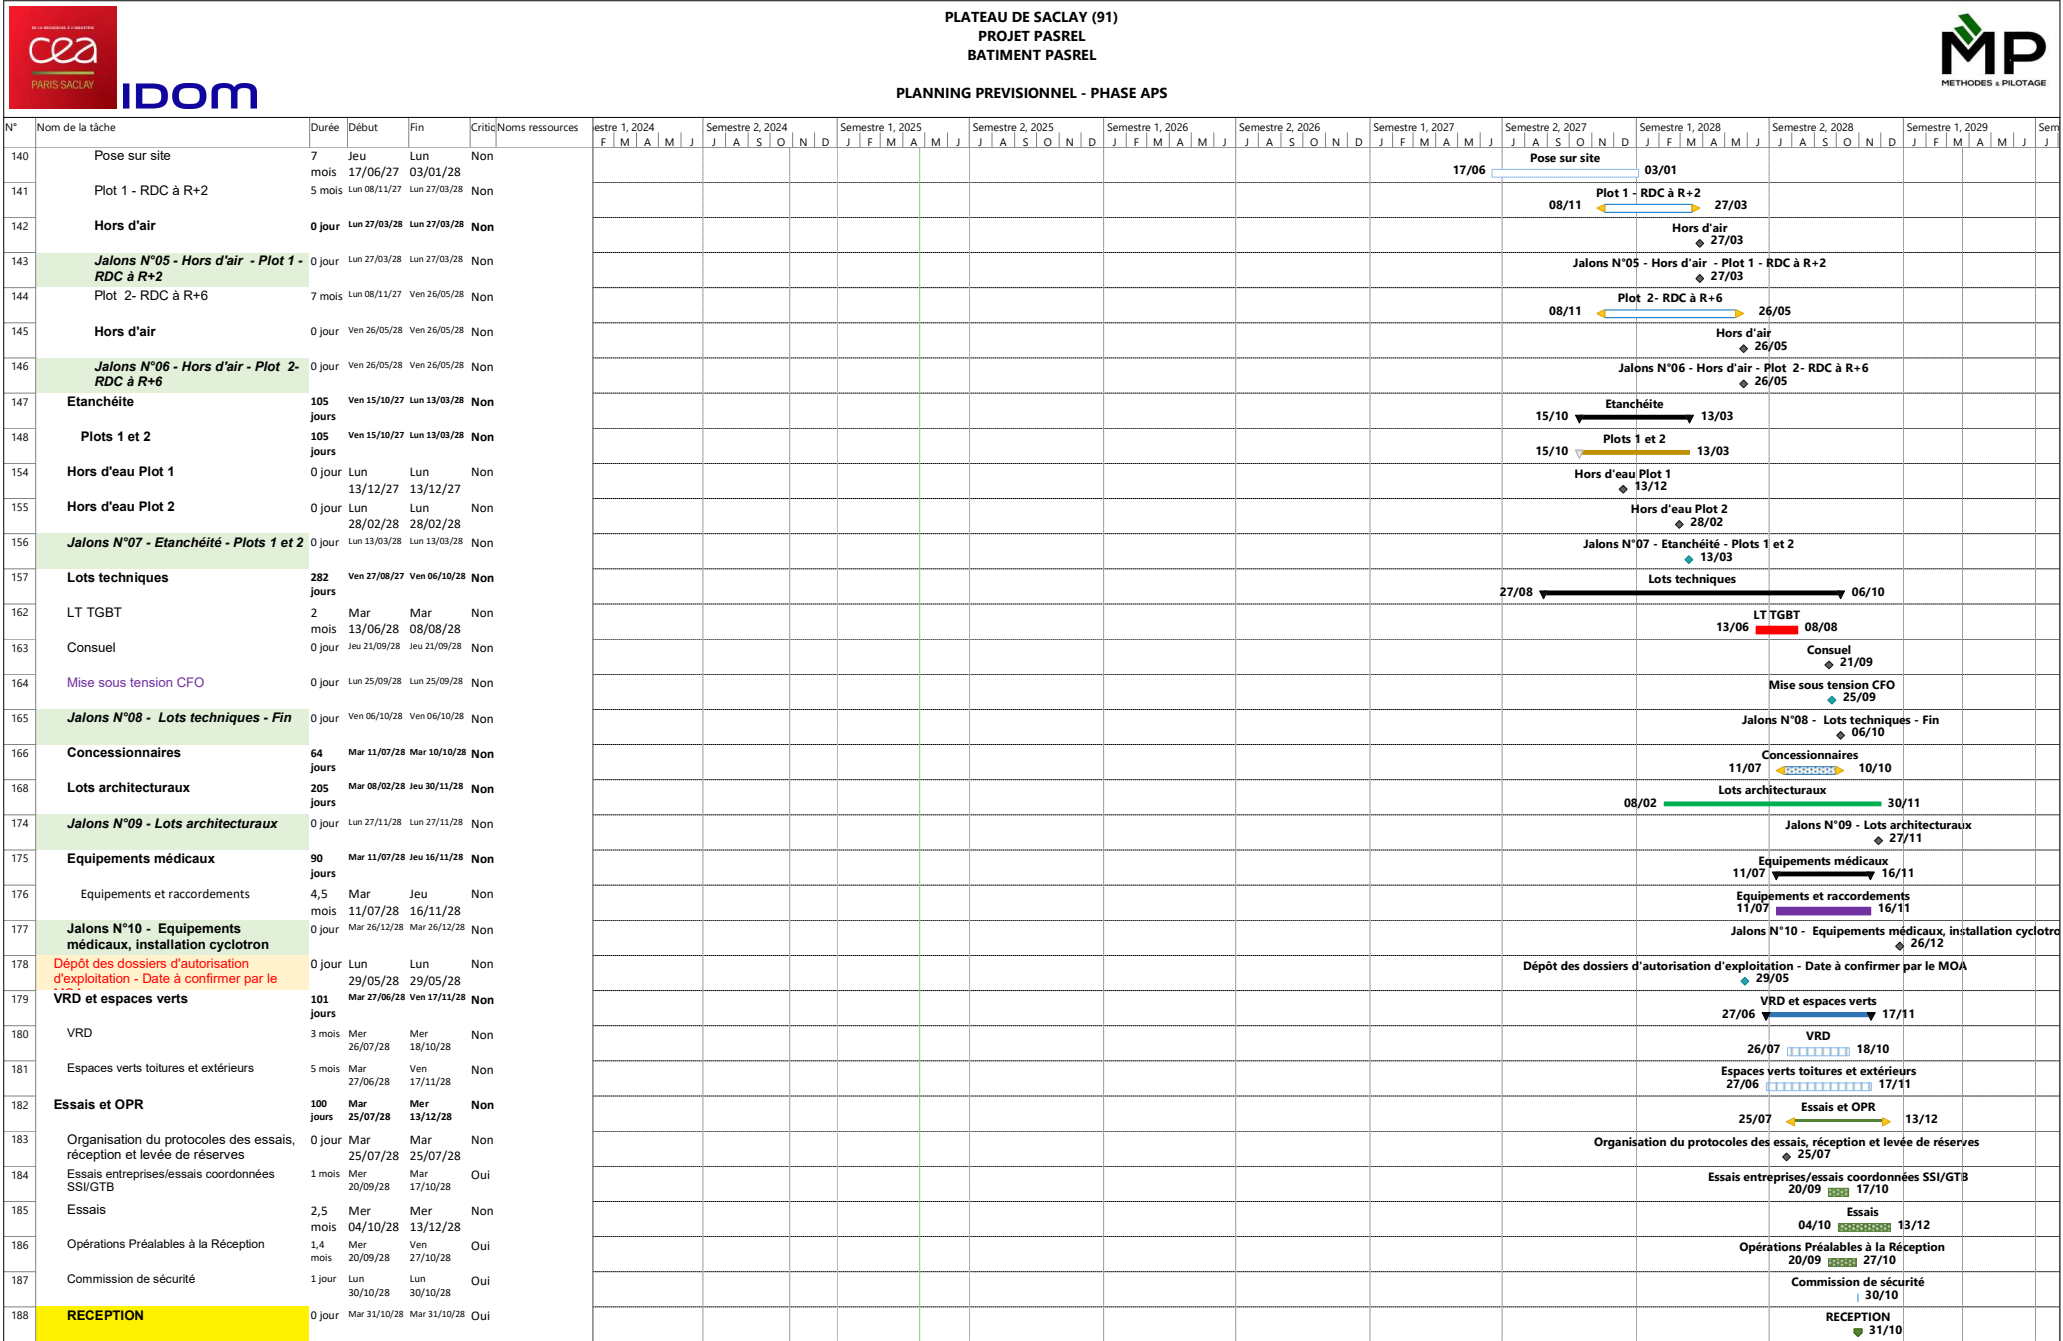 DE LA RECHERCHE À L'INDUSTRIE
cea
PARIS-SACLAY
IDOM
PLATEAU DE SACLAY (91)
PROJET PASREL
BATIMENT PASREL
PLANNING PREVISIONNEL - PHASE APS
MP
METHODES & PILOTAGE
N° Nom de la tâche Durée Début Fin Critic Noms ressources
estre 1, 2024 Semestre 2, 2024 Semestre 1, 2025 Semestre 2, 2025 Semestre 1, 2026 Semestre 2, 2026 Semestre 1, 2027 Semestre 2, 2027 Semestre 1, 2028 Semestre 2, 2028 Semestre 1, 2029 Sem
F M A M J J A S O N D J F M A M J J A S O N D J F M A M J J A S O N D J F M A M J J A S O N D J F M A M J J A S O N D J F M A M J J
140 Pose sur site 7 mois Jeu 17/06/27 Lun 03/01/28 Non
Pose sur site
17/06 03/01
141 Plot 1 - RDC à R+2 5 mois Lun 08/11/27 Lun 27/03/28 Non
Plot 1 - RDC à R+2
08/11 27/03
142 Hors d'air 0 jour Lun 27/03/28 Lun 27/03/28 Non
Hors d'air
27/03
143 Jalons N°05 - Hors d'air - Plot 1 - RDC à R+2 0 jour Lun 27/03/28 Lun 27/03/28 Non
Jalons N°05 - Hors d'air - Plot 1 - RDC à R+2
27/03
144 Plot 2- RDC à R+6 7 mois Lun 08/11/27 Ven 26/05/28 Non
Plot 2- RDC à R+6
08/11 26/05
145 Hors d'air 0 jour Ven 26/05/28 Ven 26/05/28 Non
Hors d'air
26/05
146 Jalons N°06 - Hors d'air - Plot 2- RDC à R+6 0 jour Ven 26/05/28 Ven 26/05/28 Non
Jalons N°06 - Hors d'air - Plot 2- RDC à R+6
26/05
147 Etanchéite 105 jours Ven 15/10/27 Lun 13/03/28 Non
Etanchéite
15/10 13/03
148 Plots 1 et 2 105 jours Ven 15/10/27 Lun 13/03/28 Non
Plots 1 et 2
15/10 13/03
154 Hors d'eau Plot 1 0 jour Lun 13/12/27 Lun 13/12/27 Non
Hors d'eau Plot 1
13/12
155 Hors d'eau Plot 2 0 jour Lun 28/02/28 Lun 28/02/28 Non
Hors d'eau Plot 2
28/02
156 Jalons N°07 - Etanchéité - Plots 1 et 2 0 jour Lun 13/03/28 Lun 13/03/28 Non
Jalons N°07 - Etanchéité - Plots 1 et 2
13/03
157 Lots techniques 282 jours Ven 27/08/27 Ven 06/10/28 Non
Lots techniques
27/08 06/10
162 LT TGBT 2 mois Mar 13/06/28 Mar 08/08/28 Non
LT TGBT
13/06 08/08
163 Consuel 0 jour Jeu 21/09/28 Jeu 21/09/28 Non
Consuel
21/09
164 Mise sous tension CFO 0 jour Lun 25/09/28 Lun 25/09/28 Non
Mise sous tension CFO
25/09
165 Jalons N°08 - Lots techniques - Fin 0 jour Ven 06/10/28 Ven 06/10/28 Non
Jalons N°08 - Lots techniques - Fin
06/10
166 Concessionnaires 64 jours Mar 11/07/28 Mar 10/10/28 Non
Concessionnaires
11/07 10/10
168 Lots architecturaux 205 jours Mar 08/02/28 Jeu 30/11/28 Non
Lots architecturaux
08/02 30/11
174 Jalons N°09 - Lots architecturaux 0 jour Lun 27/11/28 Lun 27/11/28 Non
Jalons N°09 - Lots architecturaux
27/11
175 Equipements médicaux 90 jours Mar 11/07/28 Jeu 16/11/28 Non
Equipements médicaux
11/07 16/11
176 Equipements et raccordements 4,5 mois Mar 11/07/28 Jeu 16/11/28 Non
Equipements et raccordements
11/07 16/11
177 Jalons N°10 - Equipements médicaux, installation cyclotron 0 jour Mar 26/12/28 Mar 26/12/28 Non
Jalons N°10 - Equipements médicaux, installation cyclotro
26/12
178 Dépôt des dossiers d'autorisation d'exploitation - Date à confirmer par le 0 jour Lun 29/05/28 Lun 29/05/28 Non
Dépôt des dossiers d'autorisation d'exploitation - Date à confirmer par le MOA
29/05
179 VRD et espaces verts 101 jours Mar 27/06/28 Ven 17/11/28 Non
VRD et espaces verts
27/06 17/11
180 VRD 3 mois Mer 26/07/28 Mer 18/10/28 Non
VRD
26/07 18/10
181 Espaces verts toitures et extérieurs 5 mois Mar 27/06/28 Ven 17/11/28 Non
Espaces verts toitures et extérieurs
27/06 17/11
182 Essais et OPR 100 jours Mar 25/07/28 Mer 13/12/28 Non
Essais et OPR
25/07 13/12
183 Organisation du protocoles des essais, réception et levée de réserves 0 jour Mar 25/07/28 Mar 25/07/28 Non
Organisation du protocoles des essais, réception et levée de réserves
25/07
184 Essais entreprises/essais coordonnées SSI/GTB 1 mois Mer 20/09/28 Mar 17/10/28 Oui
Essais entreprises/essais coordonnées SSI/GTB
20/09 17/10
185 Essais 2,5 mois Mer 04/10/28 Mer 13/12/28 Non
Essais
04/10 13/12
186 Opérations Préalables à la Réception 1,4 mois Mer 20/09/28 Ven 27/10/28 Oui
Opérations Préalables à la Réception
20/09 27/10
187 Commission de sécurité 1 jour Lun 30/10/28 Lun 30/10/28 Oui
Commission de sécurité
30/10
188 RECEPTION 0 jour Mar 31/10/28 Mar 31/10/28 Oui
RECEPTION
31/10